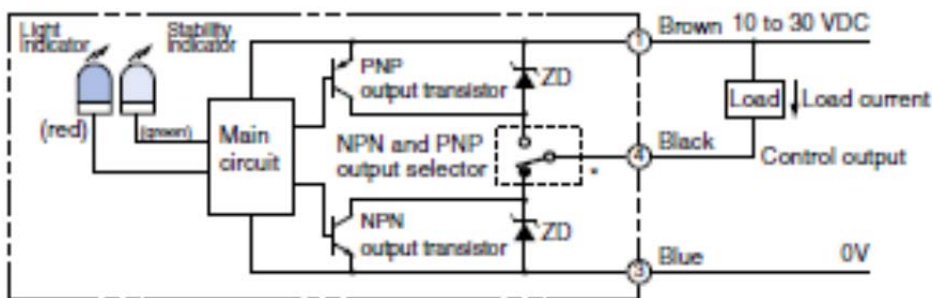 Light
Indicator
Stability
Indicator
(red)
(green)
Main
circuit
PNP
output transistor
ZD
NPN and PNP
output selector
*
NPN
output transistor
ZD
1 Brown 10 to 30 VDC
Load
Load current
4 Black
Control output
3 Blue 0V